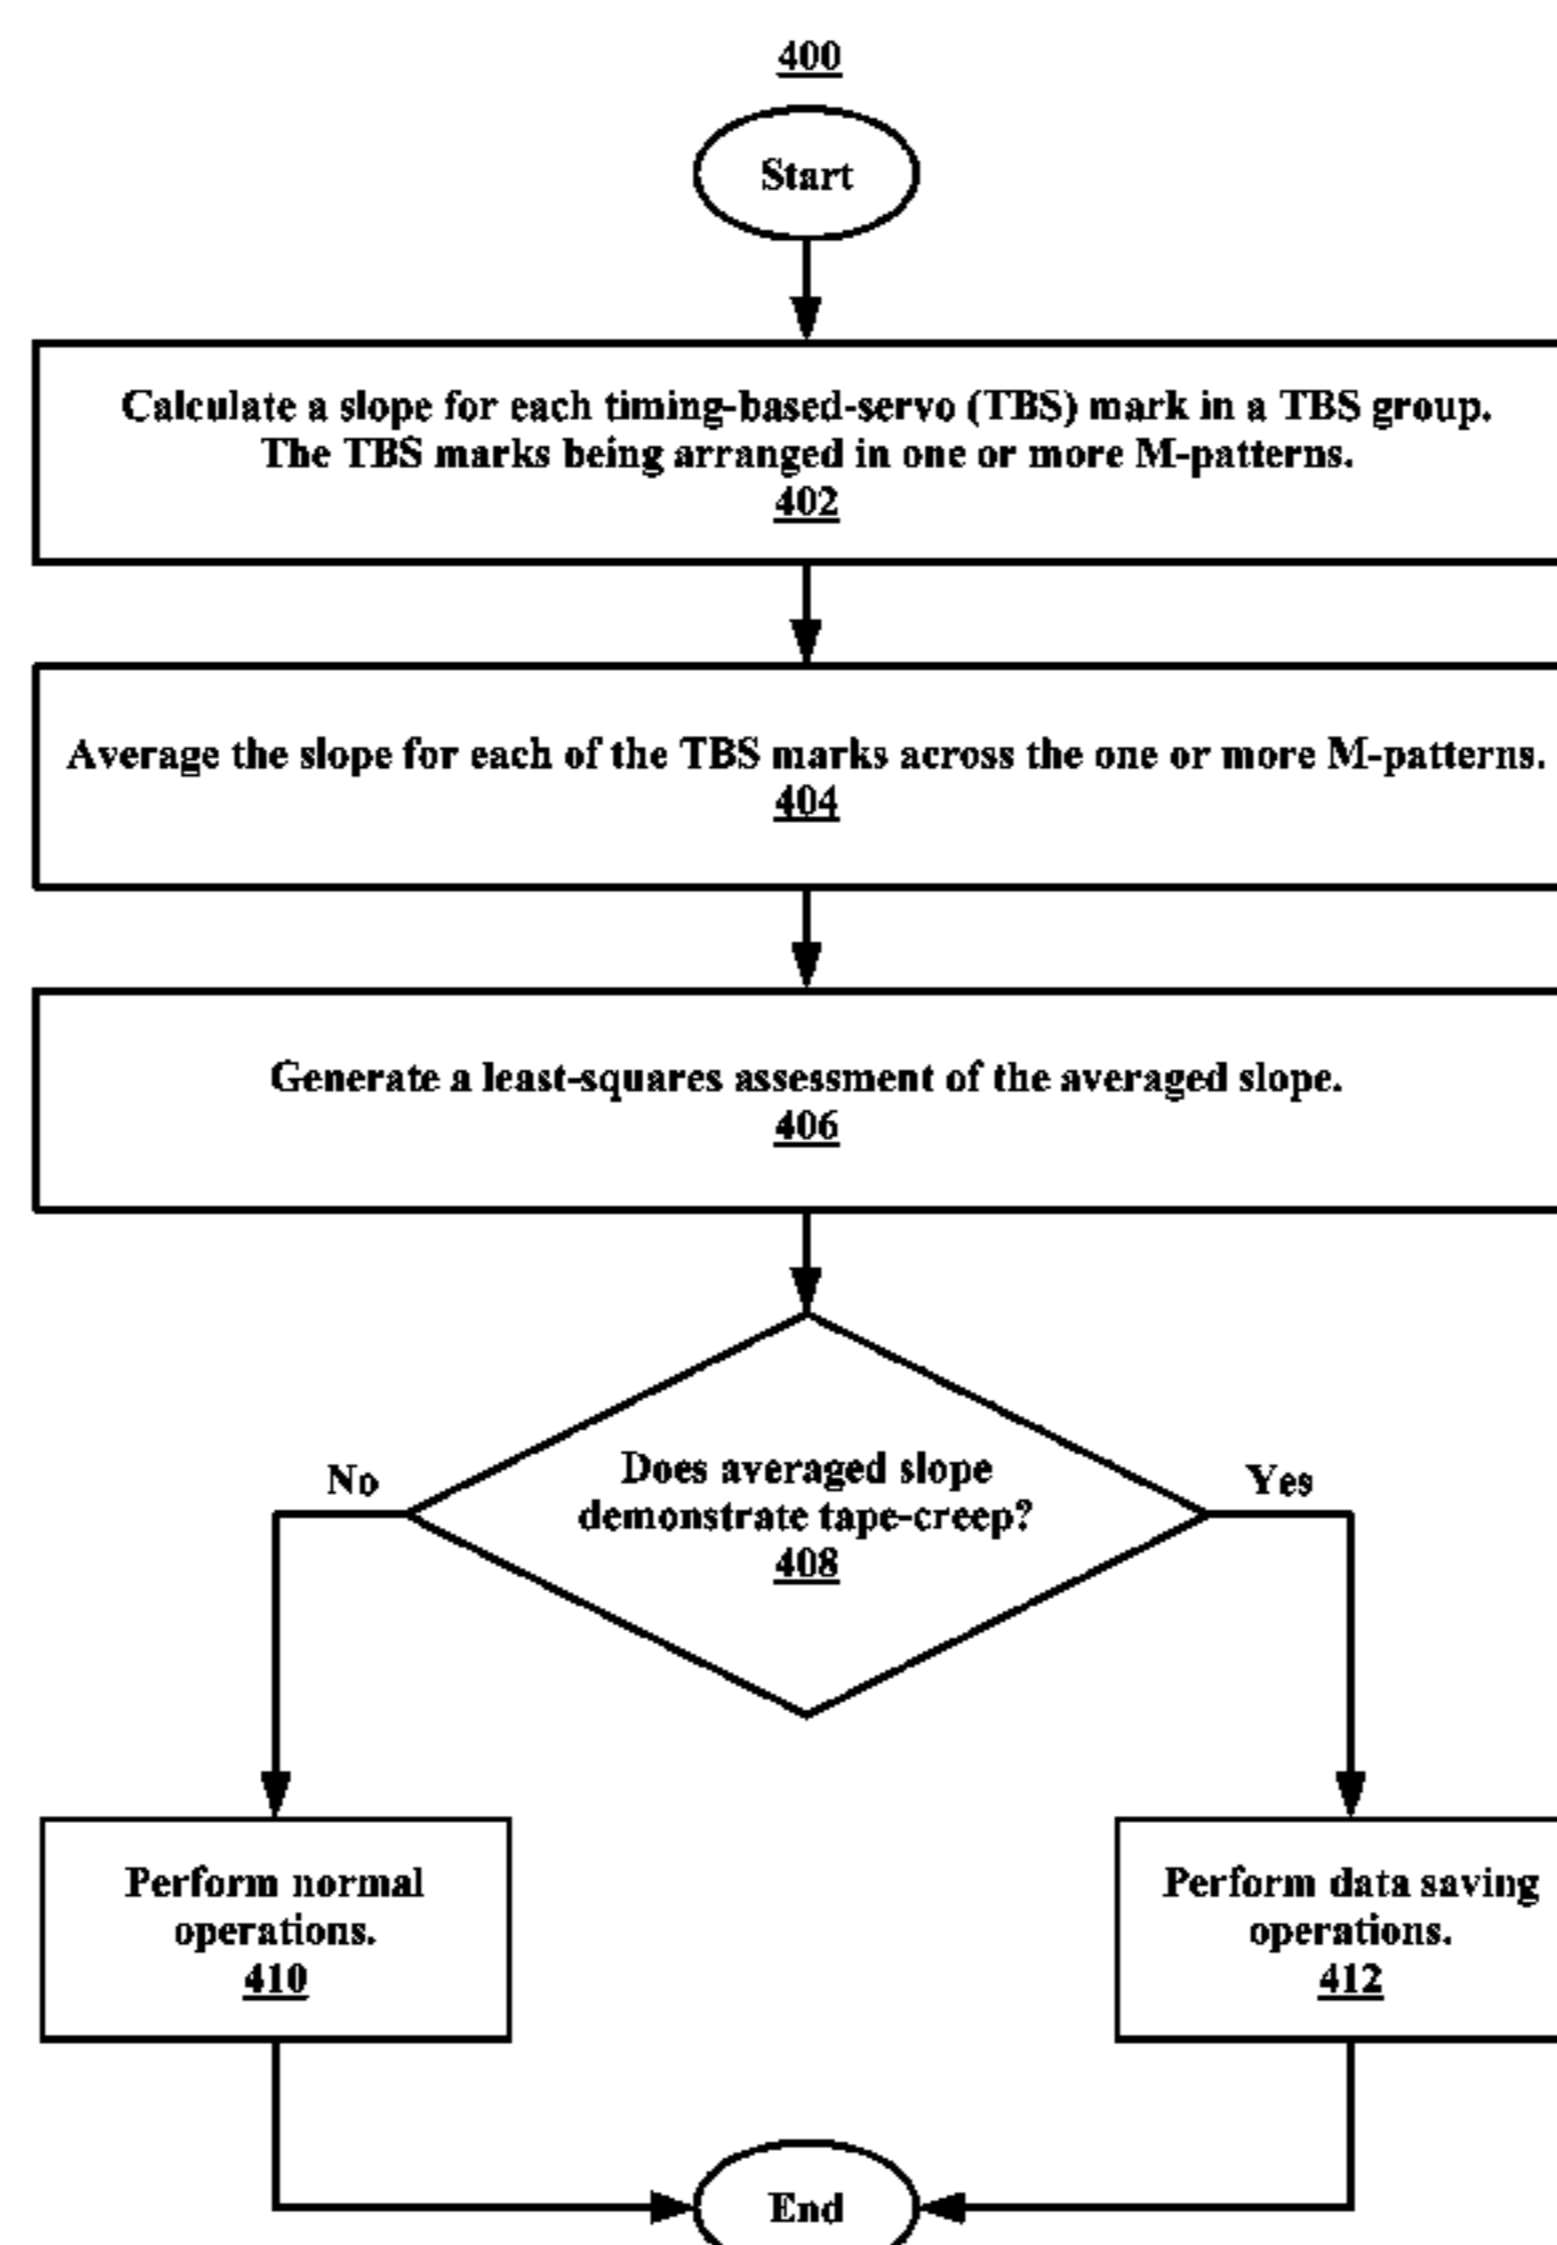 400
Start
Calculate a slope for each timing-based-servo (TBS) mark in a TBS group.
The TBS marks being arranged in one or more M-patterns.
402
Average the slope for each of the TBS marks across the one or more M-patterns.
404
Generate a least-squares assessment of the averaged slope.
406
Does averaged slope
demonstrate tape-creep?
408
No
Yes
Perform normal
operations.
410
Perform data saving
operations.
412
End